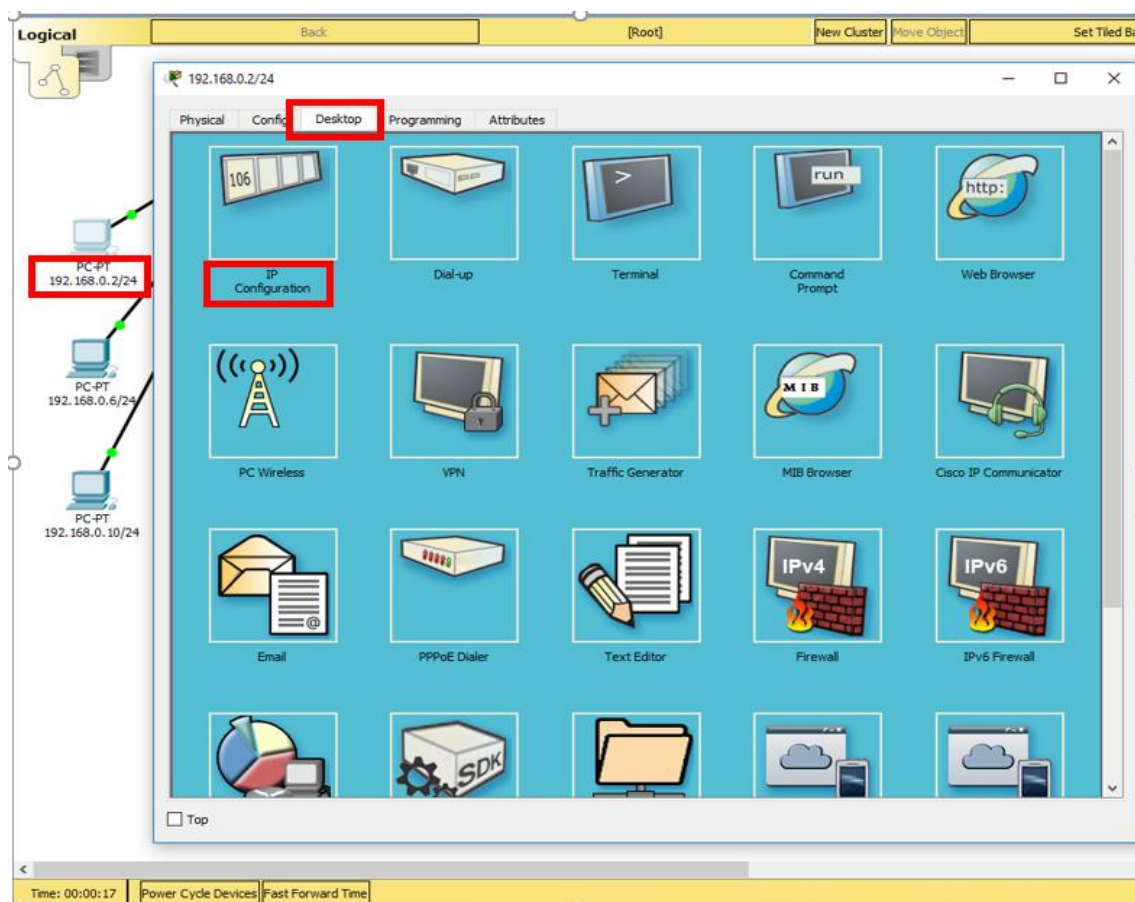 Logical
Back
[Root]
New Cluster
Move Object
Set Tiled Ba
192.168.0.2/24
Physical
Config
Desktop
Programming
Attributes
106
>
run
http:
IP
Configuration
Dial-up
Terminal
Command
Prompt
Web Browser
PC-PT
192.168.0.2/24
PC-PT
192.168.0.6/24
PC-PT
192.168.0.10/24
MIB
PC Wireless
VPN
Traffic Generator
MIB Browser
Cisco IP Communicator
@
IPv4
IPv6
Email
PPPoE Dialer
Text Editor
Firewall
IPv6 Firewall
SDK
Top
Time: 00:00:17
Power Cycle Devices
Fast Forward Time